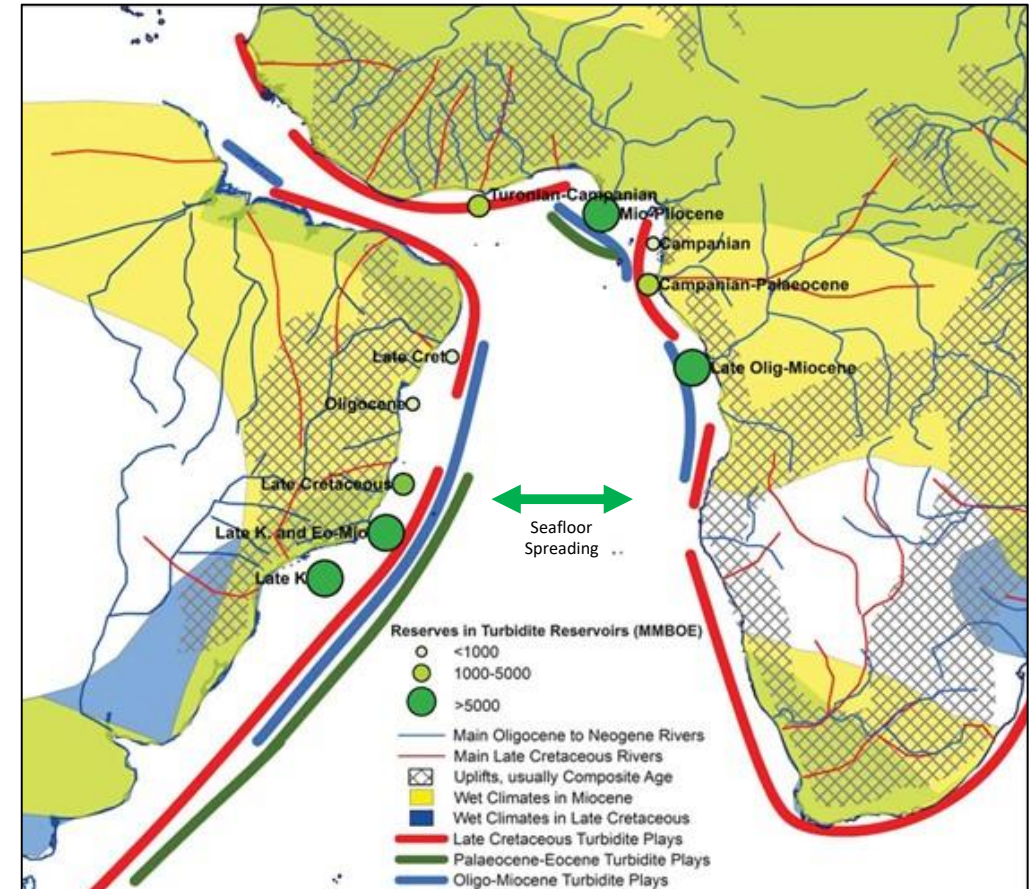 Turonian-Campanian
Mio-Pliocene
Campanian
Campanian-Palaeocene
Late Cret
Late Olig-Miocene
Oligocene
Late Cretaceous
Late K. and Eo-Mio
Late K
Seafloor
Spreading
Reserves in Turbidite Reservoirs (MMBOE)
<1000
1000-5000
>5000
Main Oligocene to Neogene Rivers
Main Late Cretaceous Rivers
Uplifts, usually Composite Age
Wet Climates in Miocene
Wet Climates in Late Cretaceous
Late Cretaceous Turbidite Plays
Palaeocene-Eocene Turbidite Plays
Oligo-Miocene Turbidite Plays